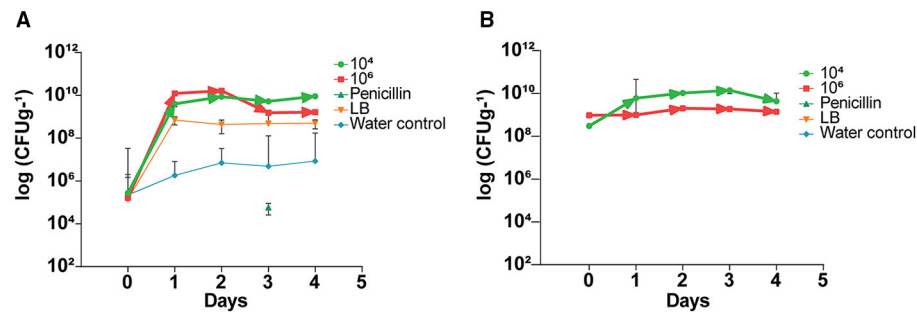 A
log (CFUg⁻¹)
10¹²
10¹⁰
10⁸
10⁶
10⁴
10²
0 1 2 3 4 5
Days
10⁴
10⁶
Penicillin
LB
Water control
B
log (CFUg⁻¹)
10¹²
10¹⁰
10⁸
10⁶
10⁴
10²
0 1 2 3 4 5
Days
10⁴
10⁶
Penicillin
LB
Water control